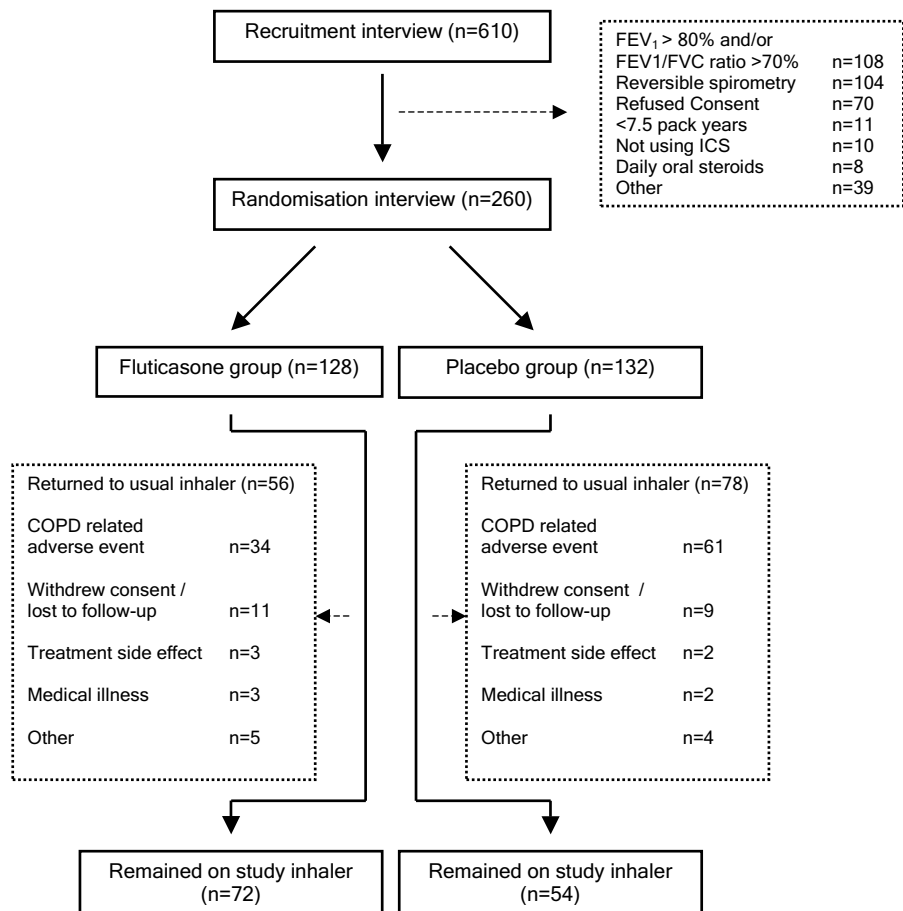 Recruitment interview (n=610)
FEV₁ > 80% and/or
FEV1/FVC ratio >70% n=108
Reversible spirometry n=104
Refused Consent n=70
<7.5 pack years n=11
Not using ICS n=10
Daily oral steroids n=8
Other n=39
Randomisation interview (n=260)
Fluticasone group (n=128)
Placebo group (n=132)
Returned to usual inhaler (n=56)
COPD related
adverse event n=34
Withdrew consent /
lost to follow-up n=11
Treatment side effect n=3
Medical illness n=3
Other n=5
Returned to usual inhaler (n=78)
COPD related
adverse event n=61
Withdrew consent /
lost to follow-up n=9
Treatment side effect n=2
Medical illness n=2
Other n=4
Remained on study inhaler
(n=72)
Remained on study inhaler
(n=54)